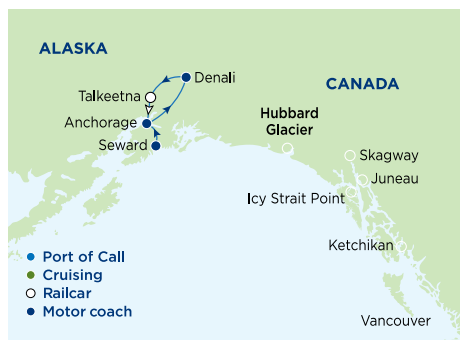 ALASKA
Denali
CANADA
Talkeetna
Hubbard
Glacier
Anchorage
Seward
Skagway
Juneau
Icy Strait Point
Ketchikan
Port of Call
Cruising
Railcar
Motor coach
Vancouver